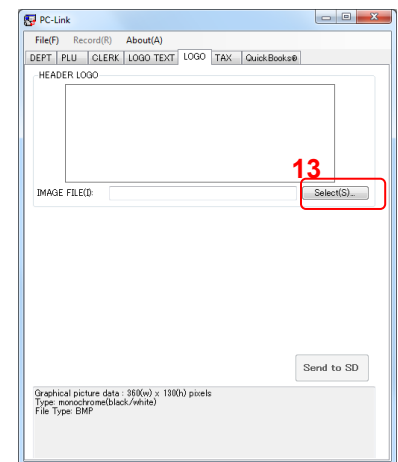 PC-Link
File(F) Record(R) About(A)
DEPT PLU CLERK LOGO TEXT LOGO TAX QuickBooks®
HEADER LOGO
13
IMAGE FILE(I): Select(S)...
Send to SD
Graphical picture data : 360(w) x 130(h) pixels
Type: monochrome(black/white)
File Type: BMP